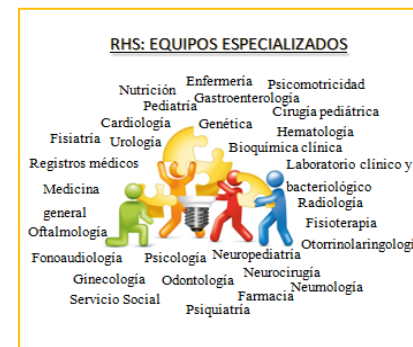 RHS: EQUIPOS ESPECIALIZADOS
Enfermería
Nutrición
Psicomotricidad
Gastroenterología
Pediatría
Cirugía pediátrica
Cardiología
Genética
Hematología
Fisiatría
Urología
Bioquímica clínica
Registros médicos
Laboratorio clínico y
bacteriológico
Medicina
general
Radiología
Oftalmología
Fisioterapia
Otorrinolaringologí
Fonoaudiología
Psicología
Neuropediatría
Ginecología
Odontología
Neurocirugía
Neumología
Servicio Social
Farmacia
Psiquiatría